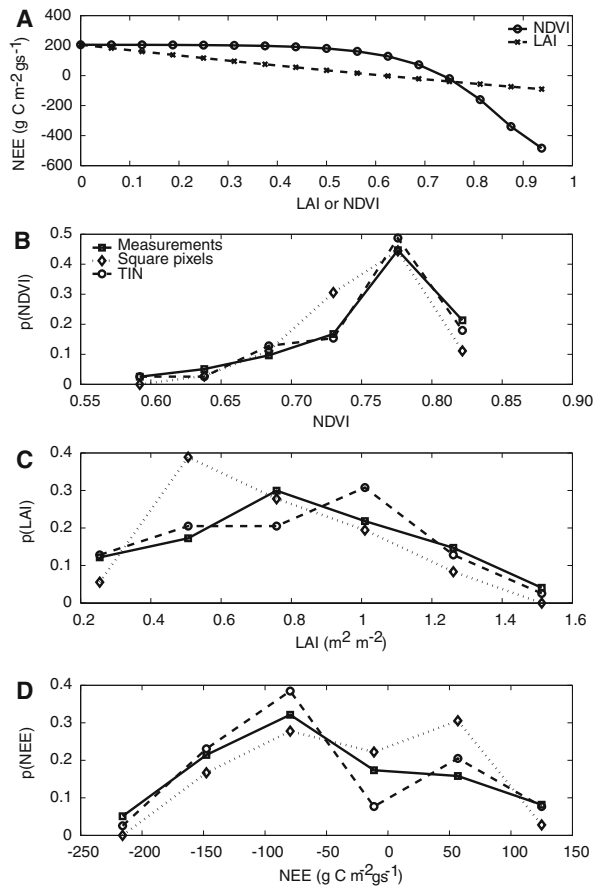 A
400
200
0
-200
-400
-600
NEE (g C m-2gs-1)
NDVI
LAI
0 0.1 0.2 0.3 0.4 0.5 0.6 0.7 0.8 0.9 1
LAI or NDVI
B
0.5
0.4
0.3
0.2
0.1
0
p(NDVI)
Measurements
Square pixels
TIN
0.55 0.60 0.65 0.70 0.75 0.80 0.85 0.90
NDVI
C
0.4
0.3
0.2
0.1
0
p(LAI)
0.2 0.4 0.6 0.8 1 1.2 1.4 1.6
LAI (m2 m-2)
D
0.4
0.3
0.2
0.1
0
p(NEE)
-250 -200 -150 -100 -50 0 50 100 150
NEE (g C m-2gs-1)